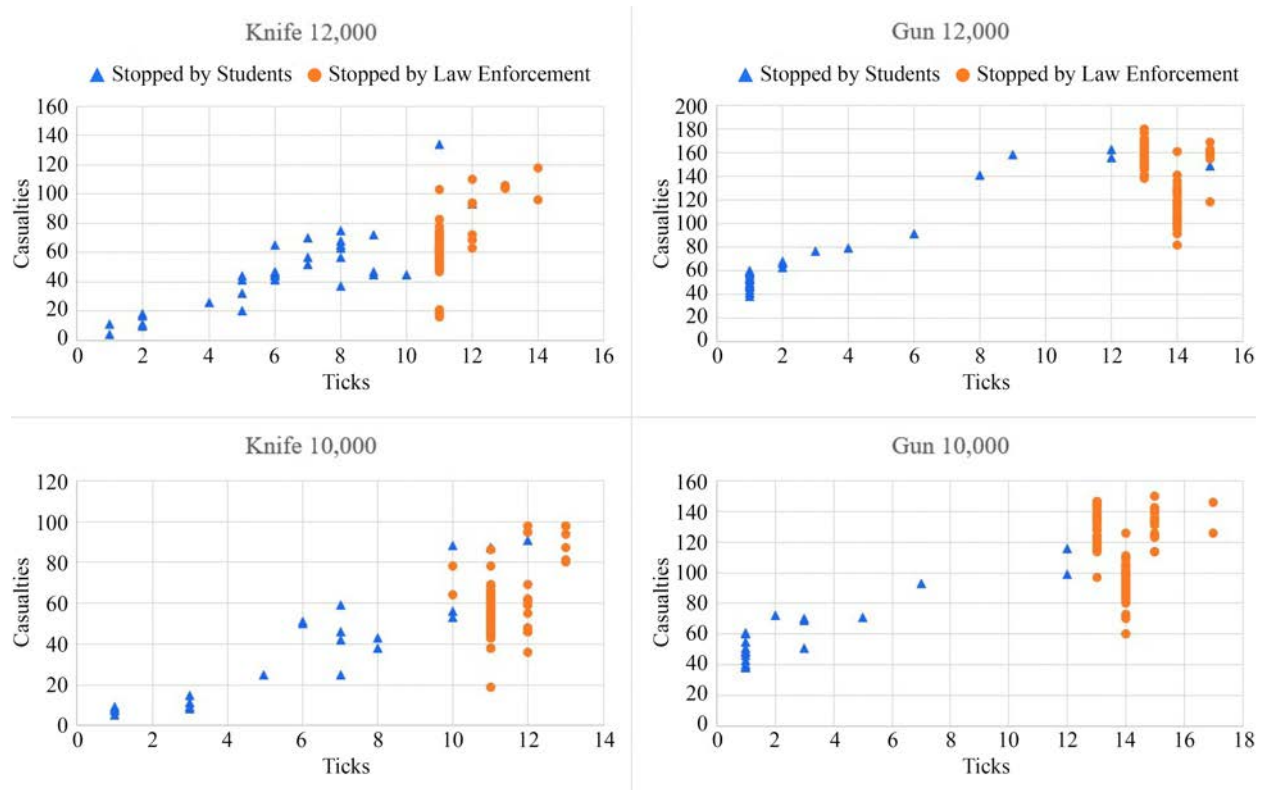 Knife 12,000
Stopped by Students Stopped by Law Enforcement
160
140
120
100
80
60
40
20
0
Casualties
0 2 4 6 8 10 12 14 16
Ticks
Gun 12,000
Stopped by Students Stopped by Law Enforcement
200
180
160
140
120
100
80
60
40
20
0
Casualties
0 2 4 6 8 10 12 14 16
Ticks
Knife 10,000
120
100
80
60
40
20
0
Casualties
0 2 4 6 8 10 12 14
Ticks
Gun 10,000
160
140
120
100
80
60
40
20
0
Casualties
0 2 4 6 8 10 12 14 16 18
Ticks